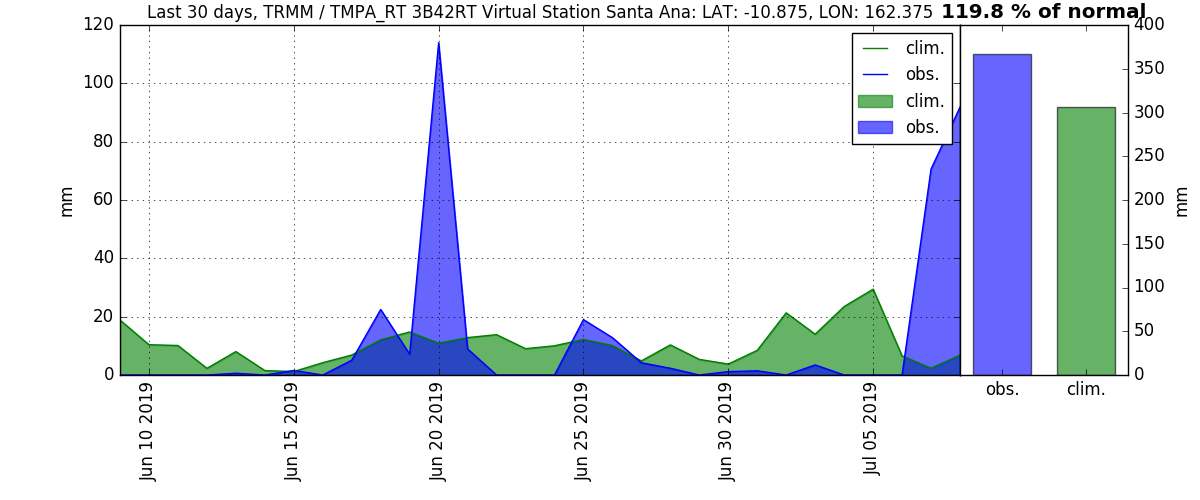 Last 30 days, TRMM / TMPA_RT 3B42RT Virtual Station Santa Ana: LAT: -10.875, LON: 162.375 119.8 % of normal
120
100
80
60
40
20
0
mm
clim.
obs.
clim.
obs.
400
350
300
250
200
150
100
50
0
mm
obs. clim.
Jun 10 2019
Jun 15 2019
Jun 20 2019
Jun 25 2019
Jun 30 2019
Jul 05 2019